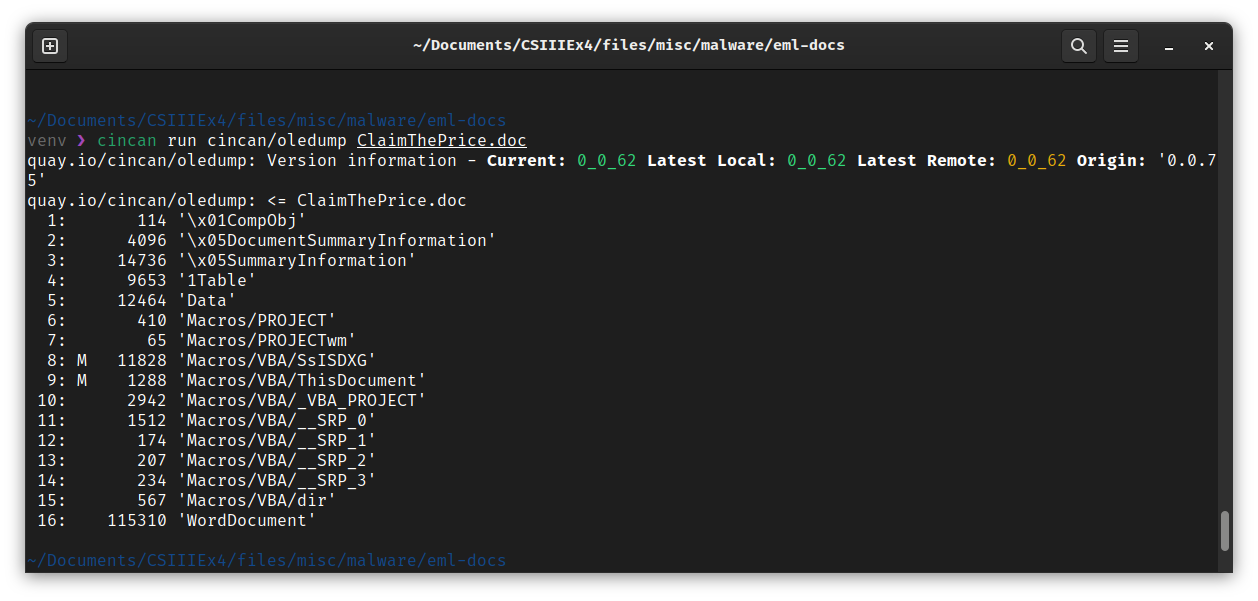 ~/Documents/CSIIIEx4/files/misc/malware/eml-docs
~/Documents/CSIIIEx4/files/misc/malware/eml-docs
venv ❯ cincan run cincan/oledump ClaimThePrice.doc
quay.io/cincan/oledump: Version information - Current: 0_0_62 Latest Local: 0_0_62 Latest Remote: 0_0_62 Origin: '0.0.7
5'
quay.io/cincan/oledump: <= ClaimThePrice.doc
  1:       114 '\x01CompObj'
  2:      4096 '\x05DocumentSummaryInformation'
  3:     14736 '\x05SummaryInformation'
  4:      9653 '1Table'
  5:     12464 'Data'
  6:       410 'Macros/PROJECT'
  7:        65 'Macros/PROJECTwm'
  8: M   11828 'Macros/VBA/SsISDXG'
  9: M    1288 'Macros/VBA/ThisDocument'
 10:      2942 'Macros/VBA/_VBA_PROJECT'
 11:      1512 'Macros/VBA/__SRP_0'
 12:       174 'Macros/VBA/__SRP_1'
 13:       207 'Macros/VBA/__SRP_2'
 14:       234 'Macros/VBA/__SRP_3'
 15:       567 'Macros/VBA/dir'
 16:    115310 'WordDocument'
~/Documents/CSIIIEx4/files/misc/malware/eml-docs